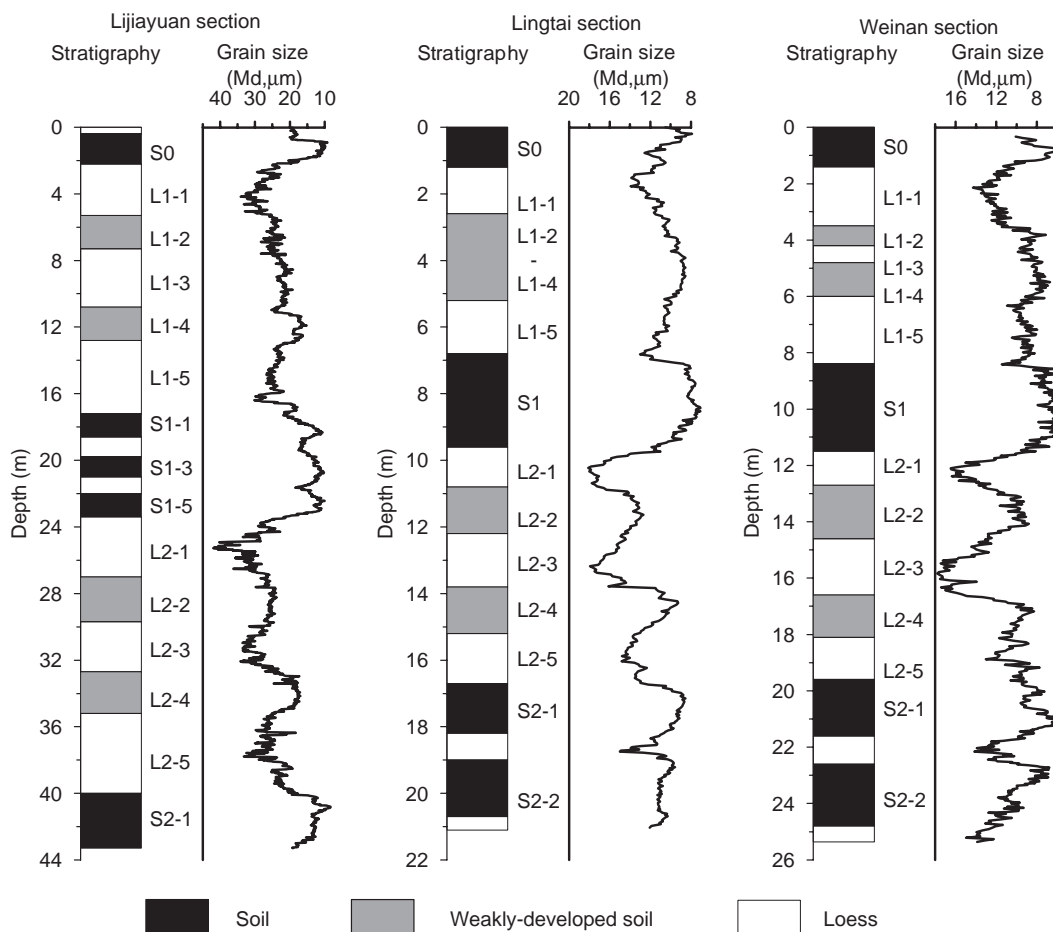 Lijiayuan section
Stratigraphy
Grain size
(Md,μm)
40 30 20 10
0
4
8
12
16
20
24
28
32
36
40
44
Depth (m)
S0
L1-1
L1-2
L1-3
L1-4
L1-5
S1-1
S1-3
S1-5
L2-1
L2-2
L2-3
L2-4
L2-5
S2-1
Lingtai section
Stratigraphy
Grain size
(Md,μm)
20 16 12 8
0
2
4
6
8
10
12
14
16
18
20
22
Depth (m)
S0
L1-1
L1-2
-
L1-4
L1-5
S1
L2-1
L2-2
L2-3
L2-4
L2-5
S2-1
S2-2
Weinan section
Stratigraphy
Grain size
(Md,μm)
16 12 8
0
2
4
6
8
10
12
14
16
18
20
22
24
26
Depth (m)
S0
L1-1
L1-2
L1-3
L1-4
L1-5
S1
L2-1
L2-2
L2-3
L2-4
L2-5
S2-1
S2-2
Soil
Weakly-developed soil
Loess